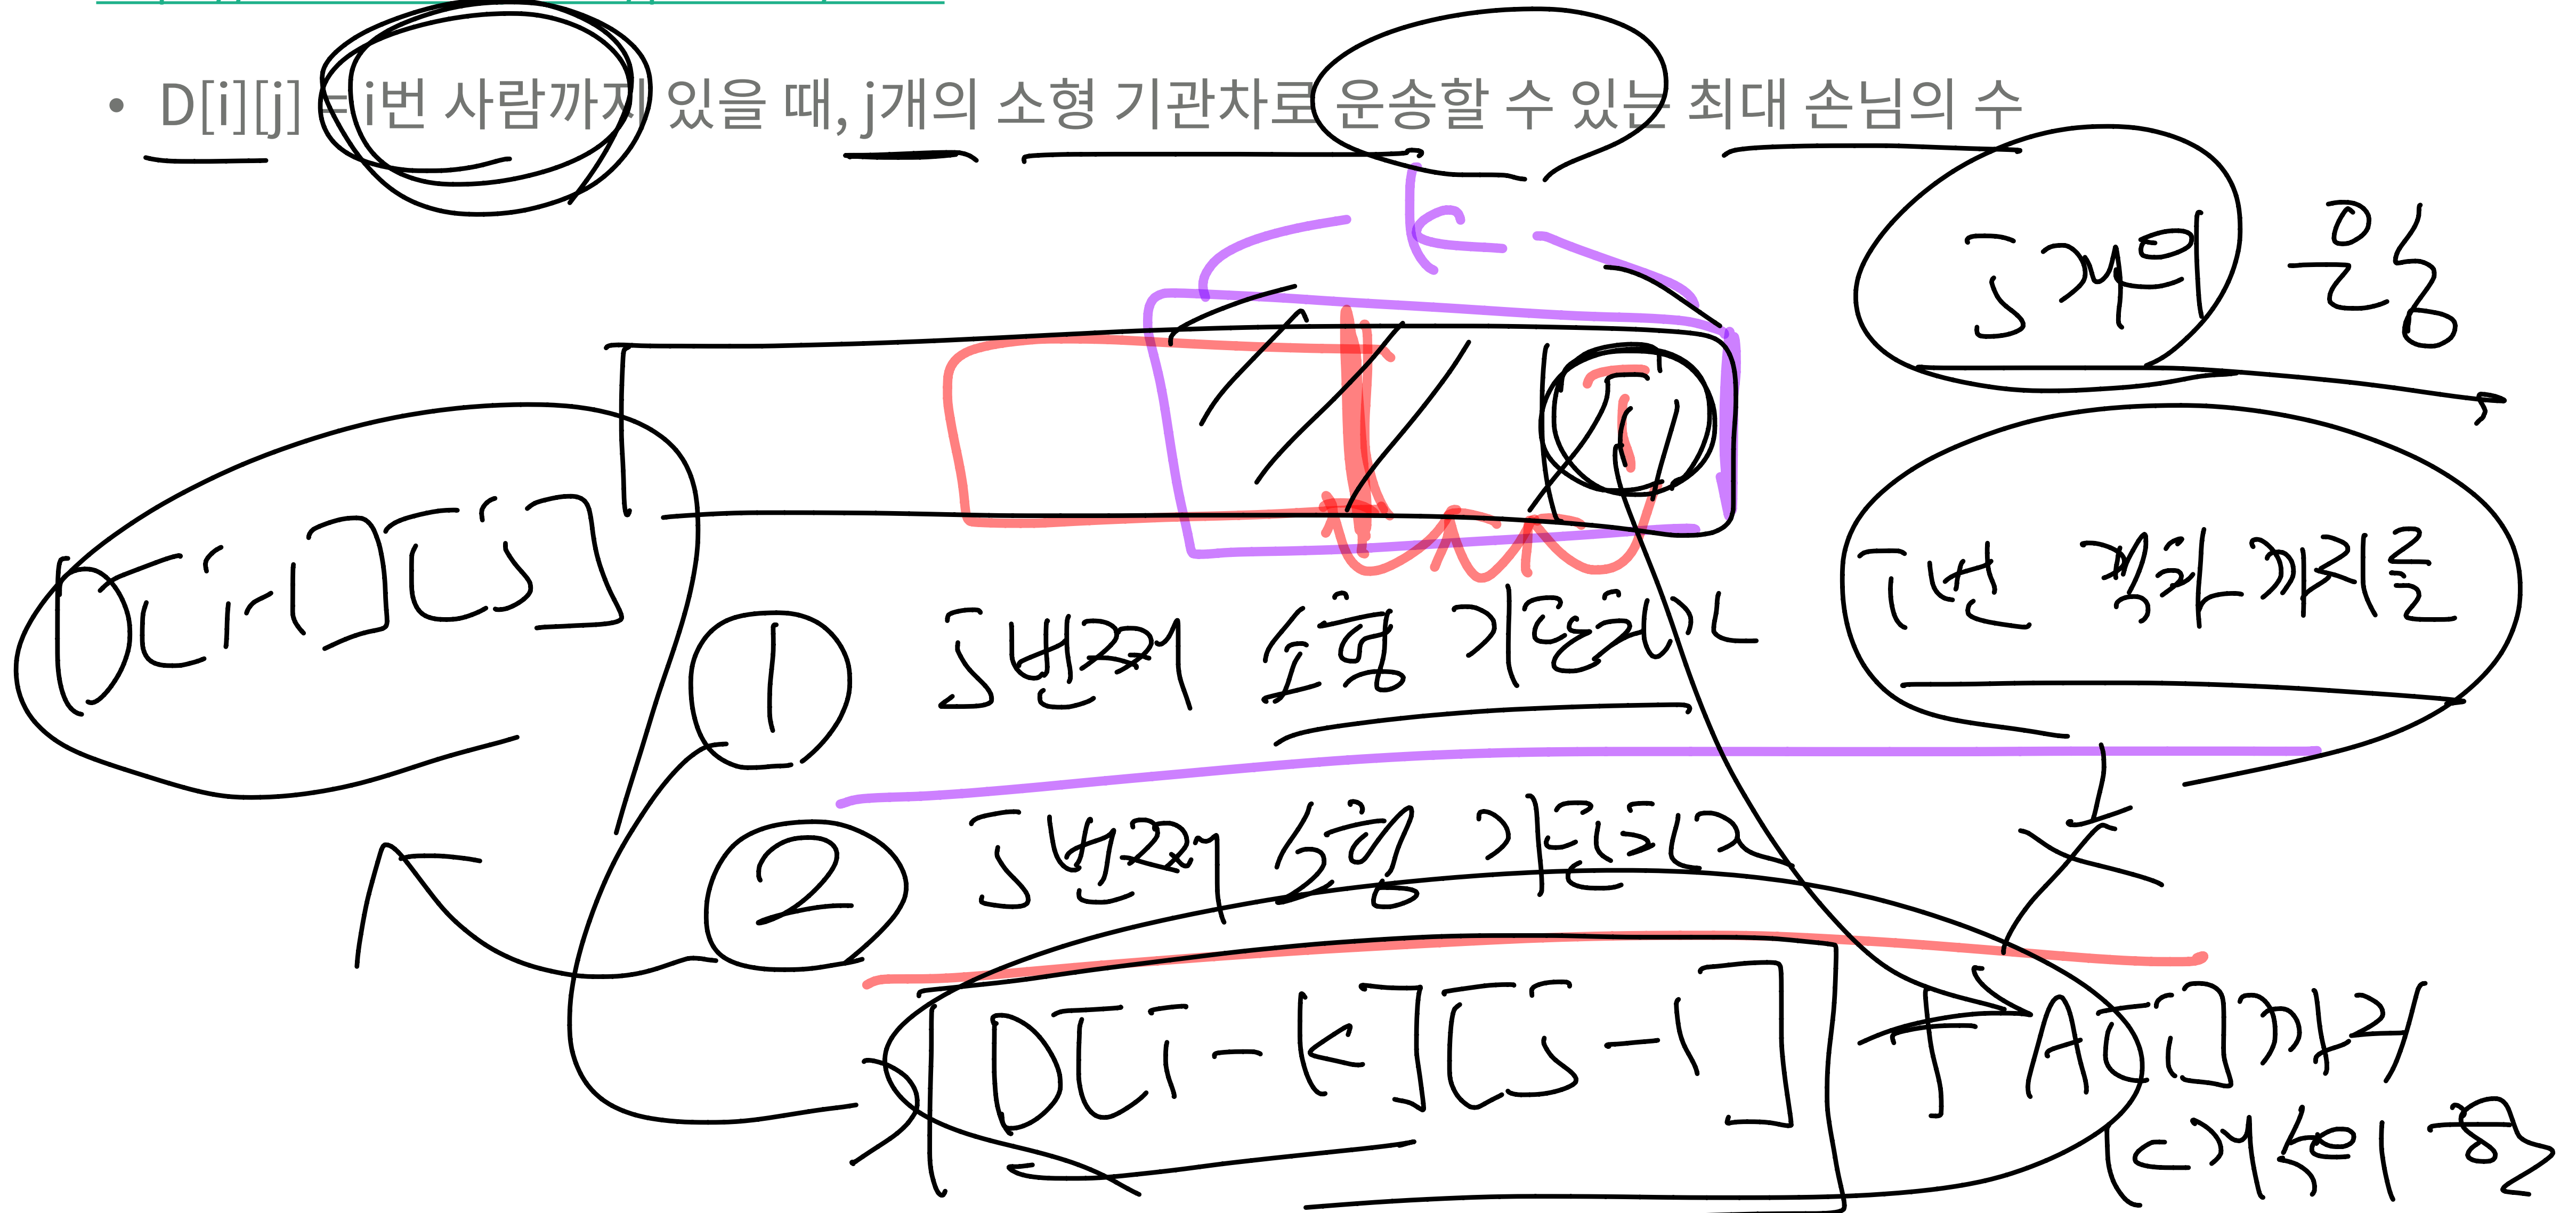 • D[i][j] = i번 사람까지 있을 때, j개의 소형 기관차로 운송할 수 있는 최대 손님의 수
k
j개의
i
D[i-1][j]
① j번째 소형 기관차가
i번 객차까지를
② j번째 소형 기관차가
D[i-k][j-1] + A[i]까지
k개의 합